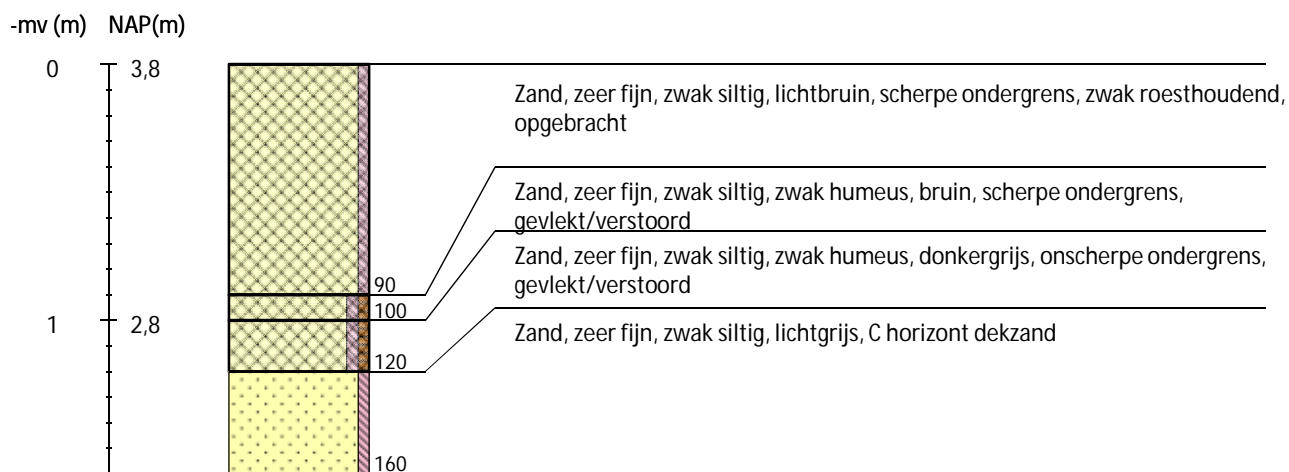 -mv (m) NAP(m)
0 3,8
Zand, zeer fijn, zwak siltig, lichtbruin, scherpe ondergrens, zwak roesthoudend,
opgebracht
Zand, zeer fijn, zwak siltig, zwak humeus, bruin, scherpe ondergrens,
gevlekt/verstoord
Zand, zeer fijn, zwak siltig, zwak humeus, donkergrijs, onscherpe ondergrens,
gevlekt/verstoord
90
100
1 2,8
Zand, zeer fijn, zwak siltig, lichtgrijs, C horizont dekzand
120
160